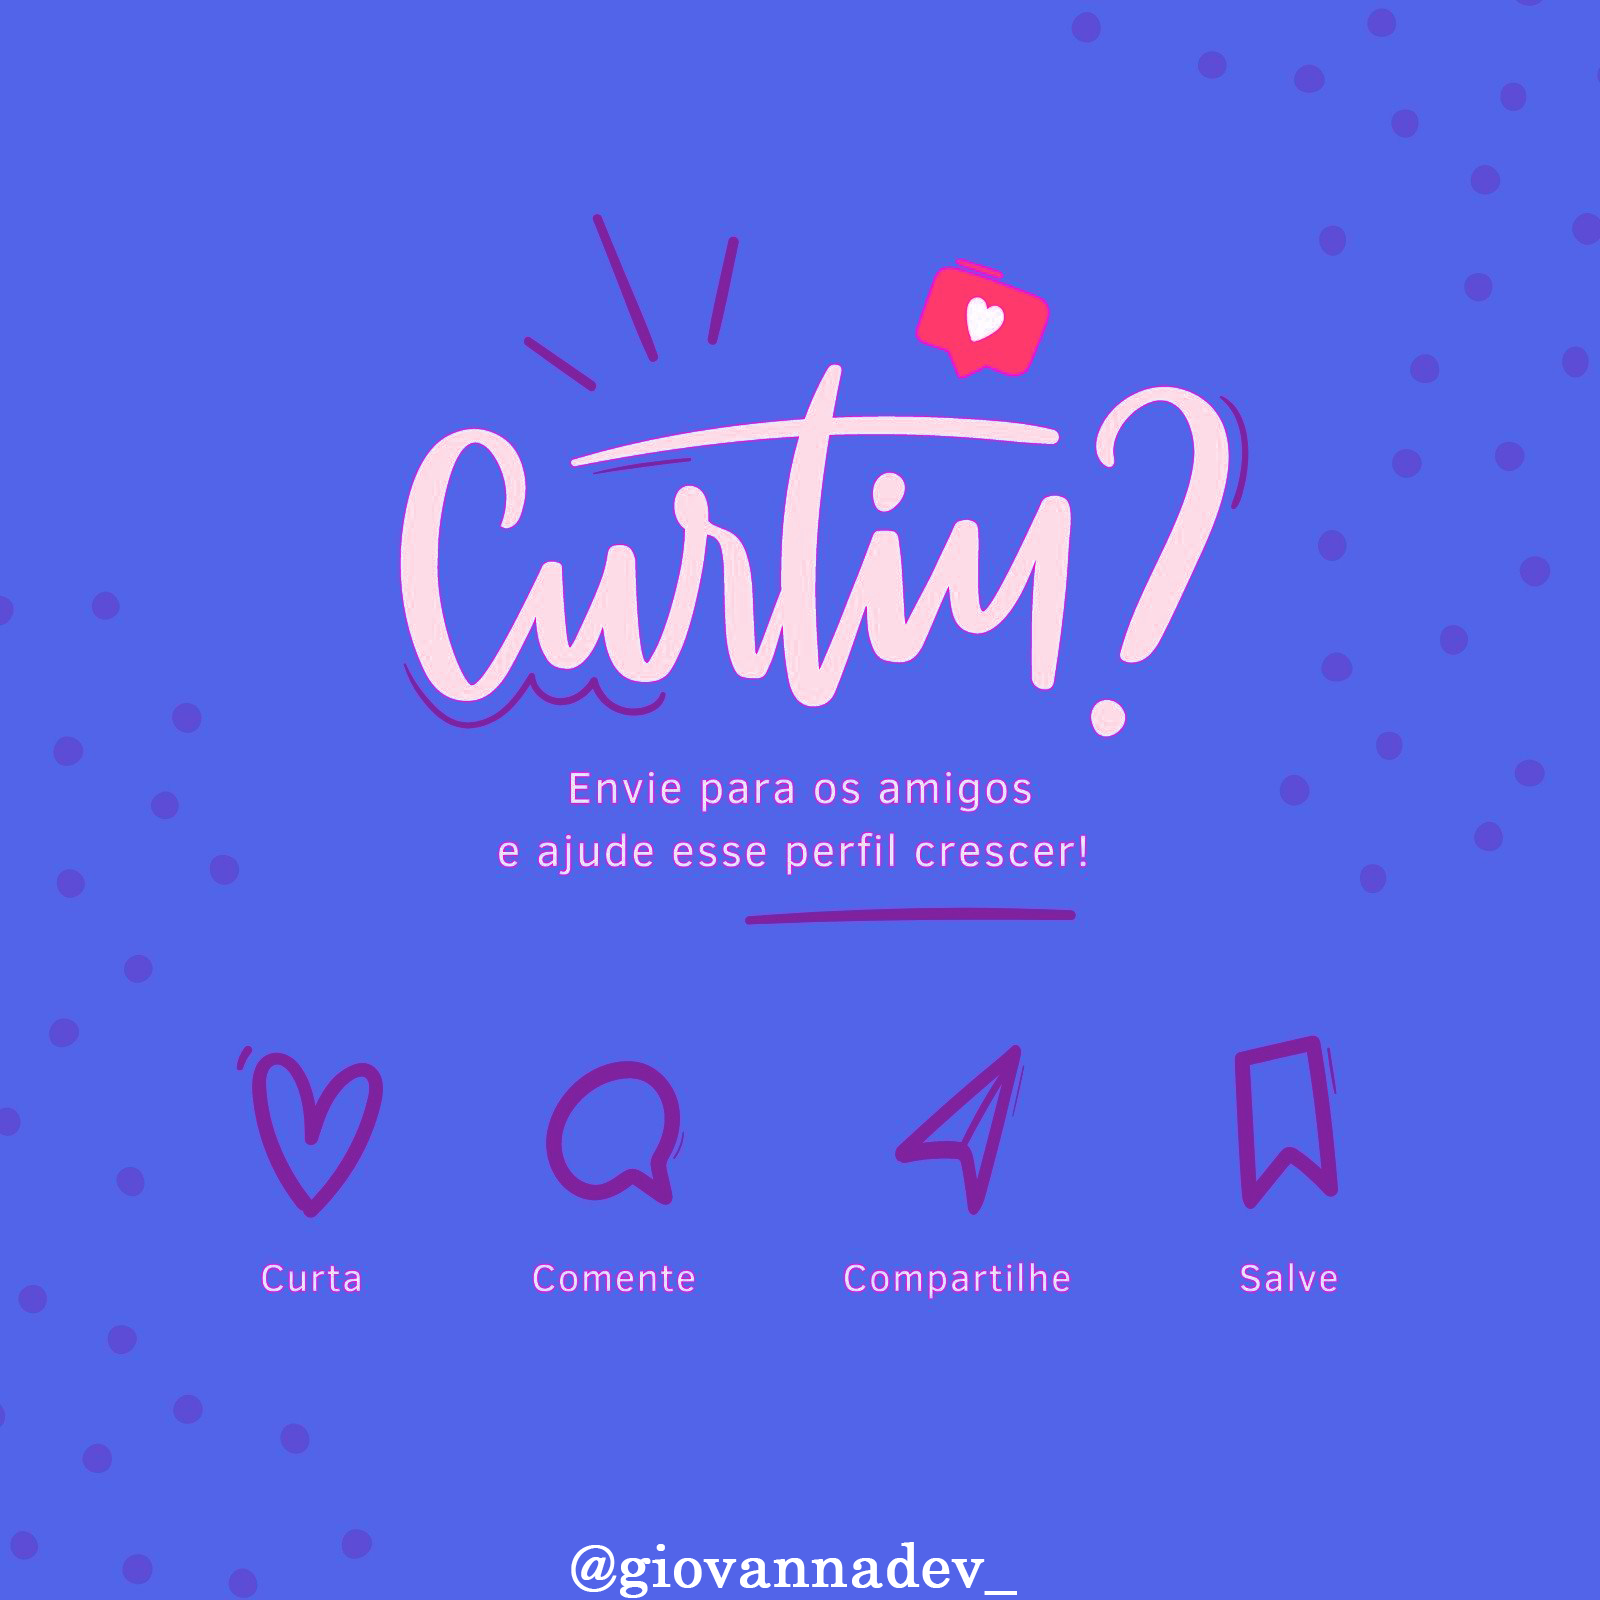 Curtiu?
Envie para os amigos
e ajude esse perfil crescer!
Curta
Comente
Compartilhe
Salve
@giovannadev_